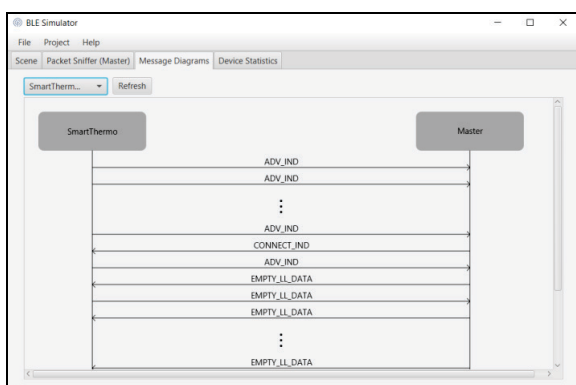 BLE Simulator
File Project Help
Scene Packet Sniffer (Master) Message Diagrams Device Statistics
SmartTherm... Refresh
SmartThermo Master
ADV_IND
ADV_IND
ADV_IND
CONNECT_IND
ADV_IND
EMPTY_LL_DATA
EMPTY_LL_DATA
EMPTY_LL_DATA
EMPTY_LL_DATA